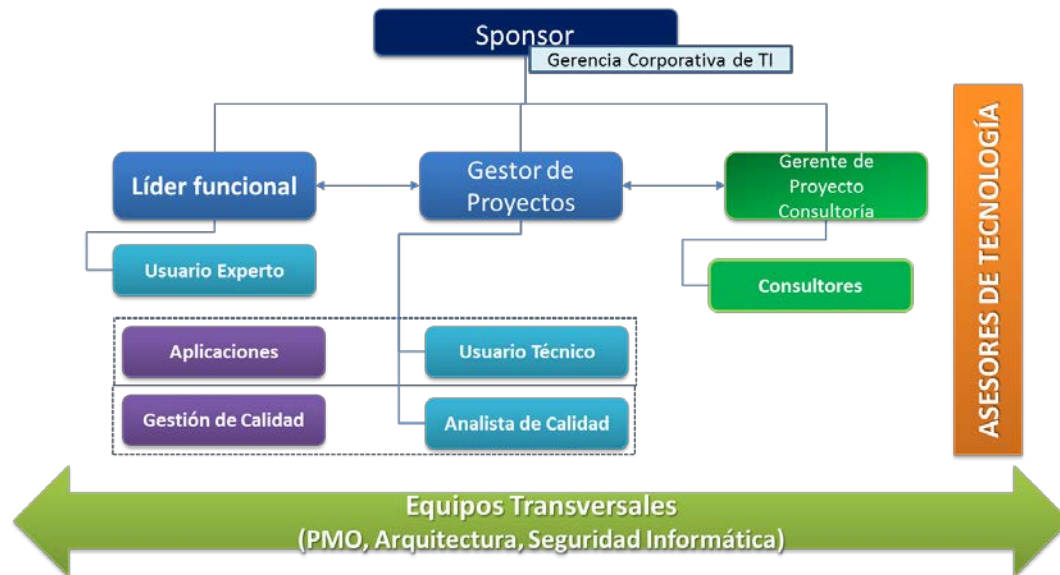 Sponsor
Gerencia Corporativa de TI
Líder funcional
Gestor de
Proyectos
Gerente de
Proyecto
Consultoría
Usuario Experto
Consultores
Aplicaciones
Usuario Técnico
Gestión de Calidad
Analista de Calidad
ASESORES DE TECNOLOGÍA
Equipos Transversales
(PMO, Arquitectura, Seguridad Informática)